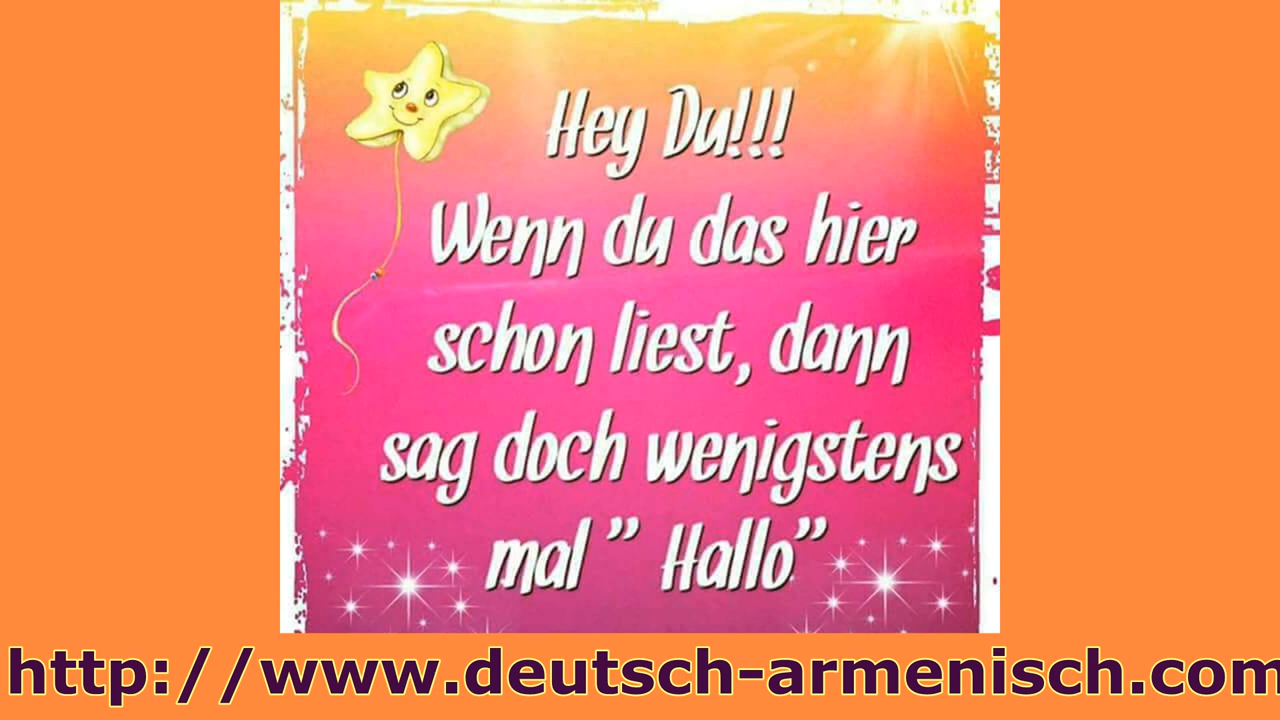 Hey Du!!!
Wenn du das hier
schon liest, dann
sag doch wenigstens
mal " Hallo"
http://www.deutsch-armenisch.com